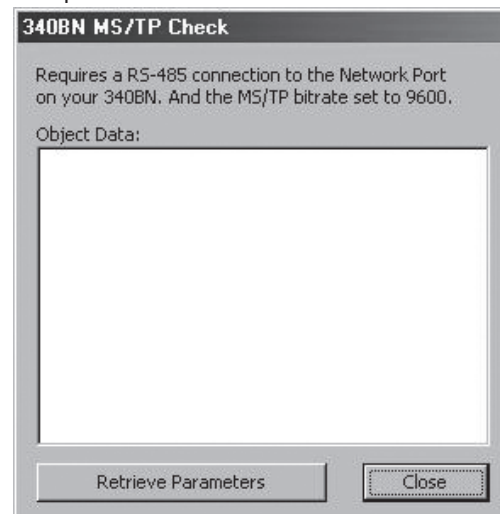 340BN MS/TP Check
Requires a RS-485 connection to the Network Port
on your 340BN. And the MS/TP bitrate set to 9600.
Object Data:
Retrieve Parameters
Close